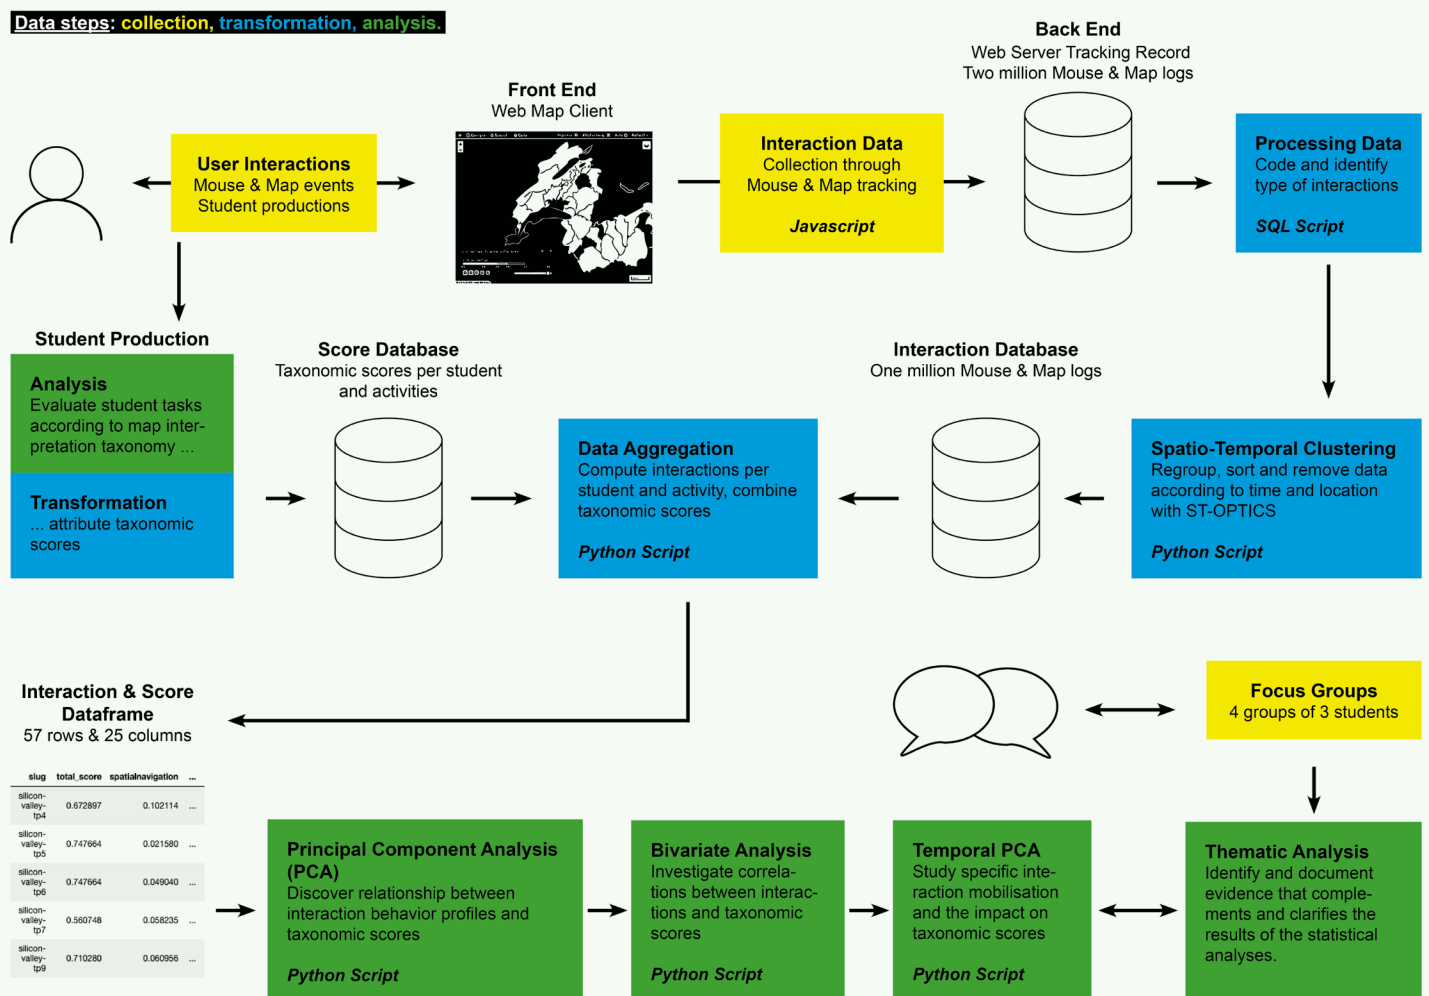 Data steps: collection, transformation, analysis.
Back End
Web Server Tracking Record
Two million Mouse & Map logs
Front End
Web Map Client
User Interactions
Mouse & Map events
Student productions
Interaction Data
Collection through
Mouse & Map tracking
Javascript
Processing Data
Code and identify
type of interactions
SQL Script
Student Production
Analysis
Evaluate student tasks
according to map inter-
pretation taxonomy ...
Transformation
... attribute taxonomic
scores
Score Database
Taxonomic scores per student
and activities
Data Aggregation
Compute interactions per
student and activity, combine
taxonomic scores
Python Script
Interaction Database
One million Mouse & Map logs
Spatio-Temporal Clustering
Regroup, sort and remove data
according to time and location
with ST-OPTICS
Python Script
Interaction & Score
Dataframe
57 rows & 25 columns
slug total_score spatialnavigation ...
silicon-
valley-
tp4
0.672897 0.102114 ...
silicon-
valley-
tp5
0.747664 0.021580 ...
silicon-
valley-
tp6
0.747664 0.049040 ...
silicon-
valley-
tp7
0.560748 0.058235 ...
silicon-
valley-
tp9
0.710280 0.060956 ...
Focus Groups
4 groups of 3 students
Principal Component Analysis
(PCA)
Discover relationship between
interaction behavior profiles and
taxonomic scores
Python Script
Bivariate Analysis
Investigate correla-
tions between interac-
tions and taxonomic
scores
Python Script
Temporal PCA
Study specific inte-
raction mobilisation
and the impact on
taxonomic scores
Python Script
Thematic Analysis
Identify and document
evidence that comple-
ments and clarifies the
results of the statistical
analyses.